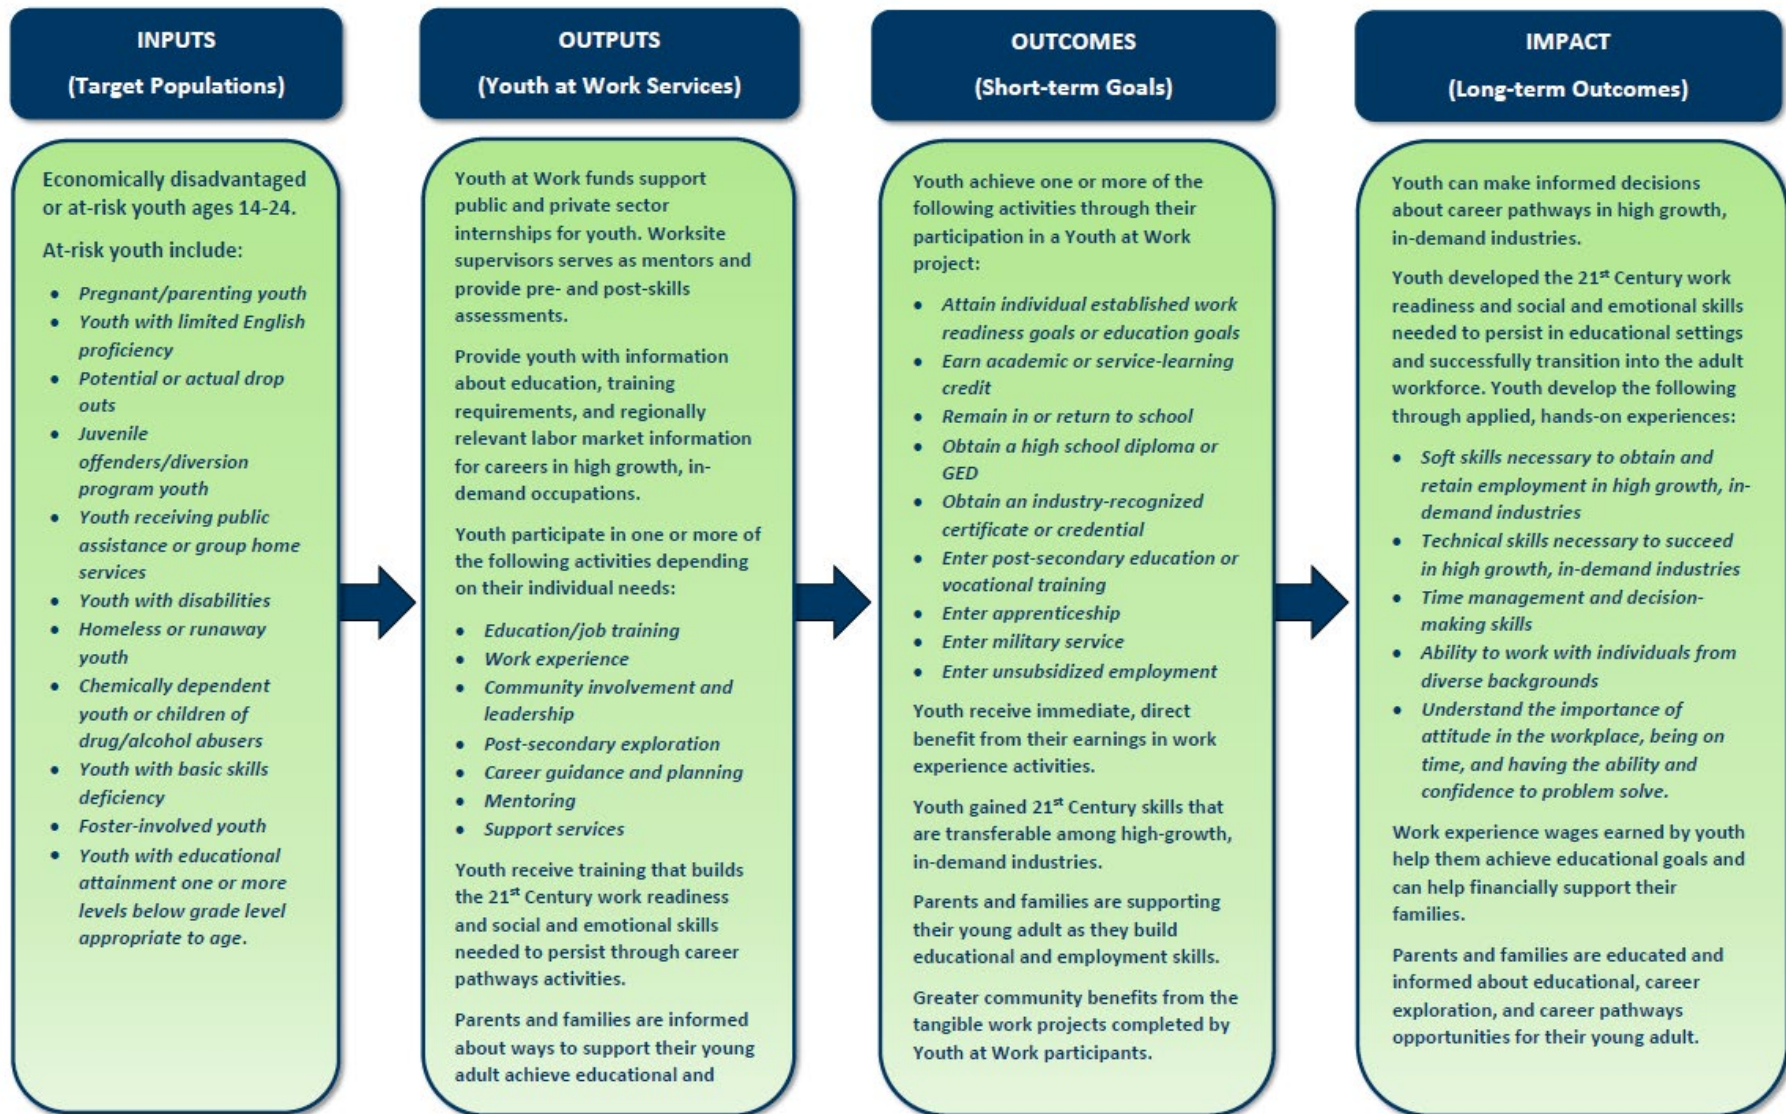 INPUTS
(Target Populations)
Economically disadvantaged
or at-risk youth ages 14-24.
At-risk youth include:
• Pregnant/parenting youth
• Youth with limited English
proficiency
• Potential or actual drop
outs
• Juvenile
offenders/diversion
program youth
• Youth receiving public
assistance or group home
services
• Youth with disabilities
• Homeless or runaway
youth
• Chemically dependent
youth or children of
drug/alcohol abusers
• Youth with basic skills
deficiency
• Foster-involved youth
• Youth with educational
attainment one or more
levels below grade level
appropriate to age.
OUTPUTS
(Youth at Work Services)
Youth at Work funds support
public and private sector
internships for youth. Worksite
supervisors serves as mentors and
provide pre- and post-skills
assessments.
Provide youth with information
about education, training
requirements, and regionally
relevant labor market information
for careers in high growth, in-
demand occupations.
Youth participate in one or more of
the following activities depending
on their individual needs:
• Education/job training
• Work experience
• Community involvement and
leadership
• Post-secondary exploration
• Career guidance and planning
• Mentoring
• Support services
Youth receive training that builds
the 21st Century work readiness
and social and emotional skills
needed to persist through career
pathways activities.
Parents and families are informed
about ways to support their young
adult achieve educational and
OUTCOMES
(Short-term Goals)
Youth achieve one or more of the
following activities through their
participation in a Youth at Work
project:
• Attain individual established work
readiness goals or education goals
• Earn academic or service-learning
credit
• Remain in or return to school
• Obtain a high school diploma or
GED
• Obtain an industry-recognized
certificate or credential
• Enter post-secondary education or
vocational training
• Enter apprenticeship
• Enter military service
• Enter unsubsidized employment
Youth receive immediate, direct
benefit from their earnings in work
experience activities.
Youth gained 21st Century skills that
are transferable among high-growth,
in-demand industries.
Parents and families are supporting
their young adult as they build
educational and employment skills.
Greater community benefits from the
tangible work projects completed by
Youth at Work participants.
IMPACT
(Long-term Outcomes)
Youth can make informed decisions
about career pathways in high growth,
in-demand industries.
Youth developed the 21st Century work
readiness and social and emotional skills
needed to persist in educational settings
and successfully transition into the adult
workforce. Youth develop the following
through applied, hands-on experiences:
• Soft skills necessary to obtain and
retain employment in high growth, in-
demand industries
• Technical skills necessary to succeed
in high growth, in-demand industries
• Time management and decision-
making skills
• Ability to work with individuals from
diverse backgrounds
• Understand the importance of
attitude in the workplace, being on
time, and having the ability and
confidence to problem solve.
Work experience wages earned by youth
help them achieve educational goals and
can help financially support their
families.
Parents and families are educated and
informed about educational, career
exploration, and career pathways
opportunities for their young adult.